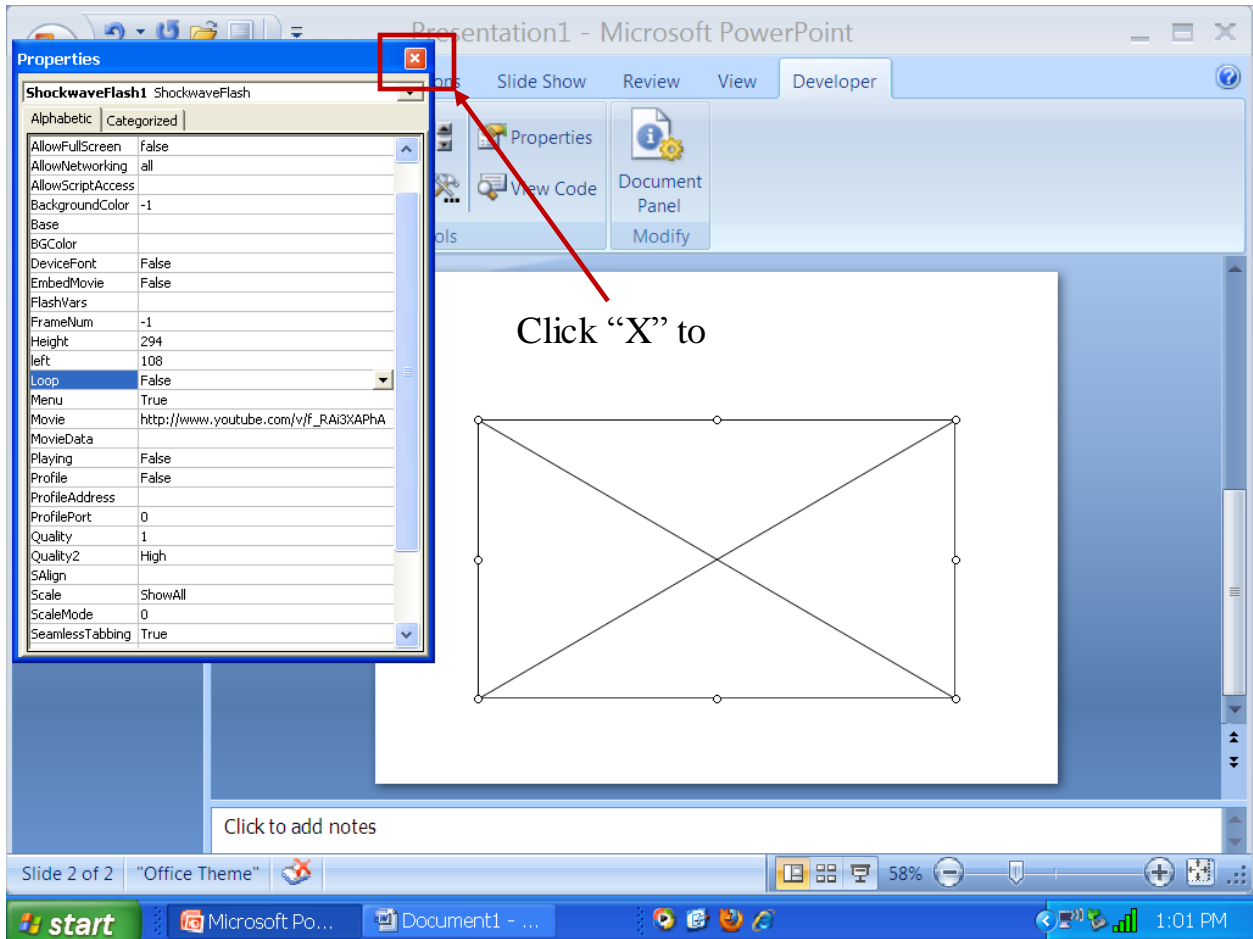 Presentation1 - Microsoft PowerPoint
Properties
ons Slide Show Review View Developer
ShockwaveFlash1 ShockwaveFlash
Alphabetic Categorized
AllowFullScreen false
AllowNetworking all
AllowScriptAccess
BackgroundColor -1
Base
BGColor
DeviceFont False
EmbedMovie False
FlashVars
FrameNum -1
Height 294
left 108
Loop False
Menu True
Movie http://www.youtube.com/v/f_RAi3XAPhA
MovieData
Playing False
Profile False
ProfileAddress
ProfilePort 0
Quality 1
Quality2 High
SAlign
Scale ShowAll
ScaleMode 0
SeamlessTabbing True
Properties
View Code
Document
Panel
ols Modify
Click “X” to
Click to add notes
Slide 2 of 2 "Office Theme" 58%
start Microsoft Po... Document1 - ... 1:01 PM